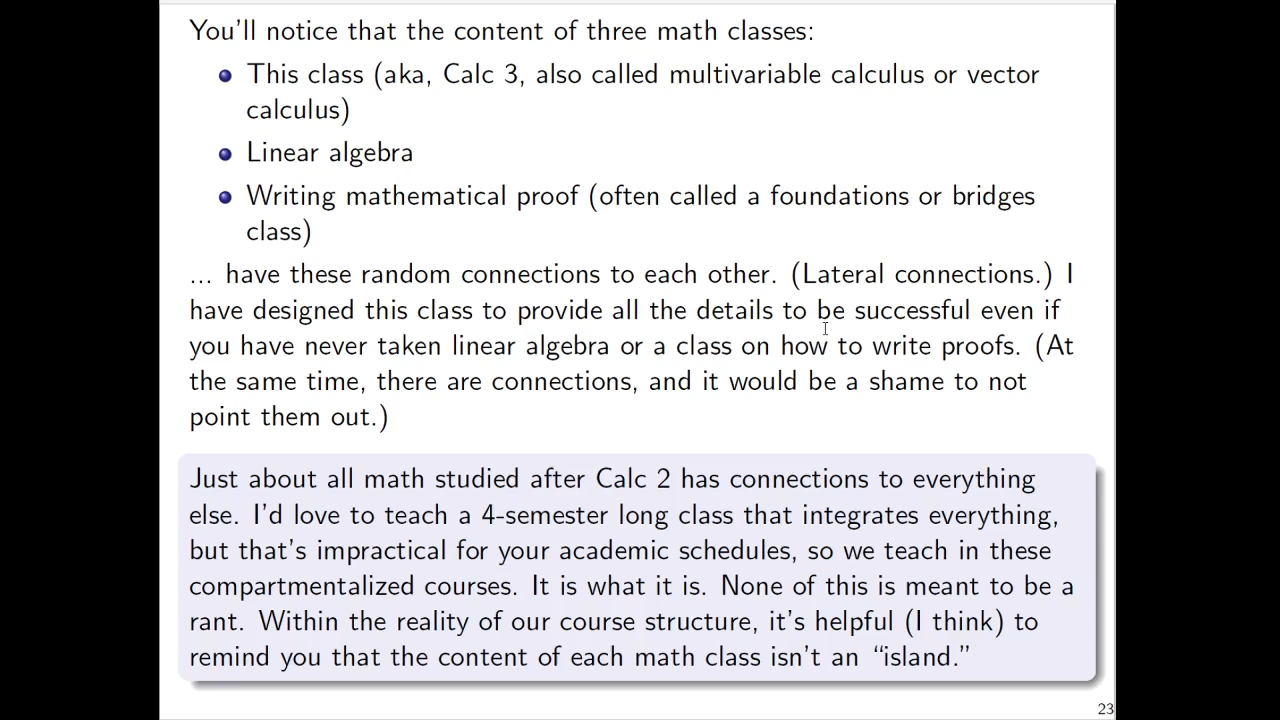 You'll notice that the content of three math classes:
This class (aka, Calc 3, also called multivariable calculus or vector
calculus)
Linear algebra
Writing mathematical proof (often called a foundations or bridges
class)
... have these random connections to each other. (Lateral connections.) I
have designed this class to provide all the details to be successful even if
you have never taken linear algebra or a class on how to write proofs. (At
the same time, there are connections, and it would be a shame to not
point them out.)
Just about all math studied after Calc 2 has connections to everything
else. I'd love to teach a 4-semester long class that integrates everything,
but that's impractical for your academic schedules, so we teach in these
compartmentalized courses. It is what it is. None of this is meant to be a
rant. Within the reality of our course structure, it's helpful (I think) to
remind you that the content of each math class isn't an “island.”
23